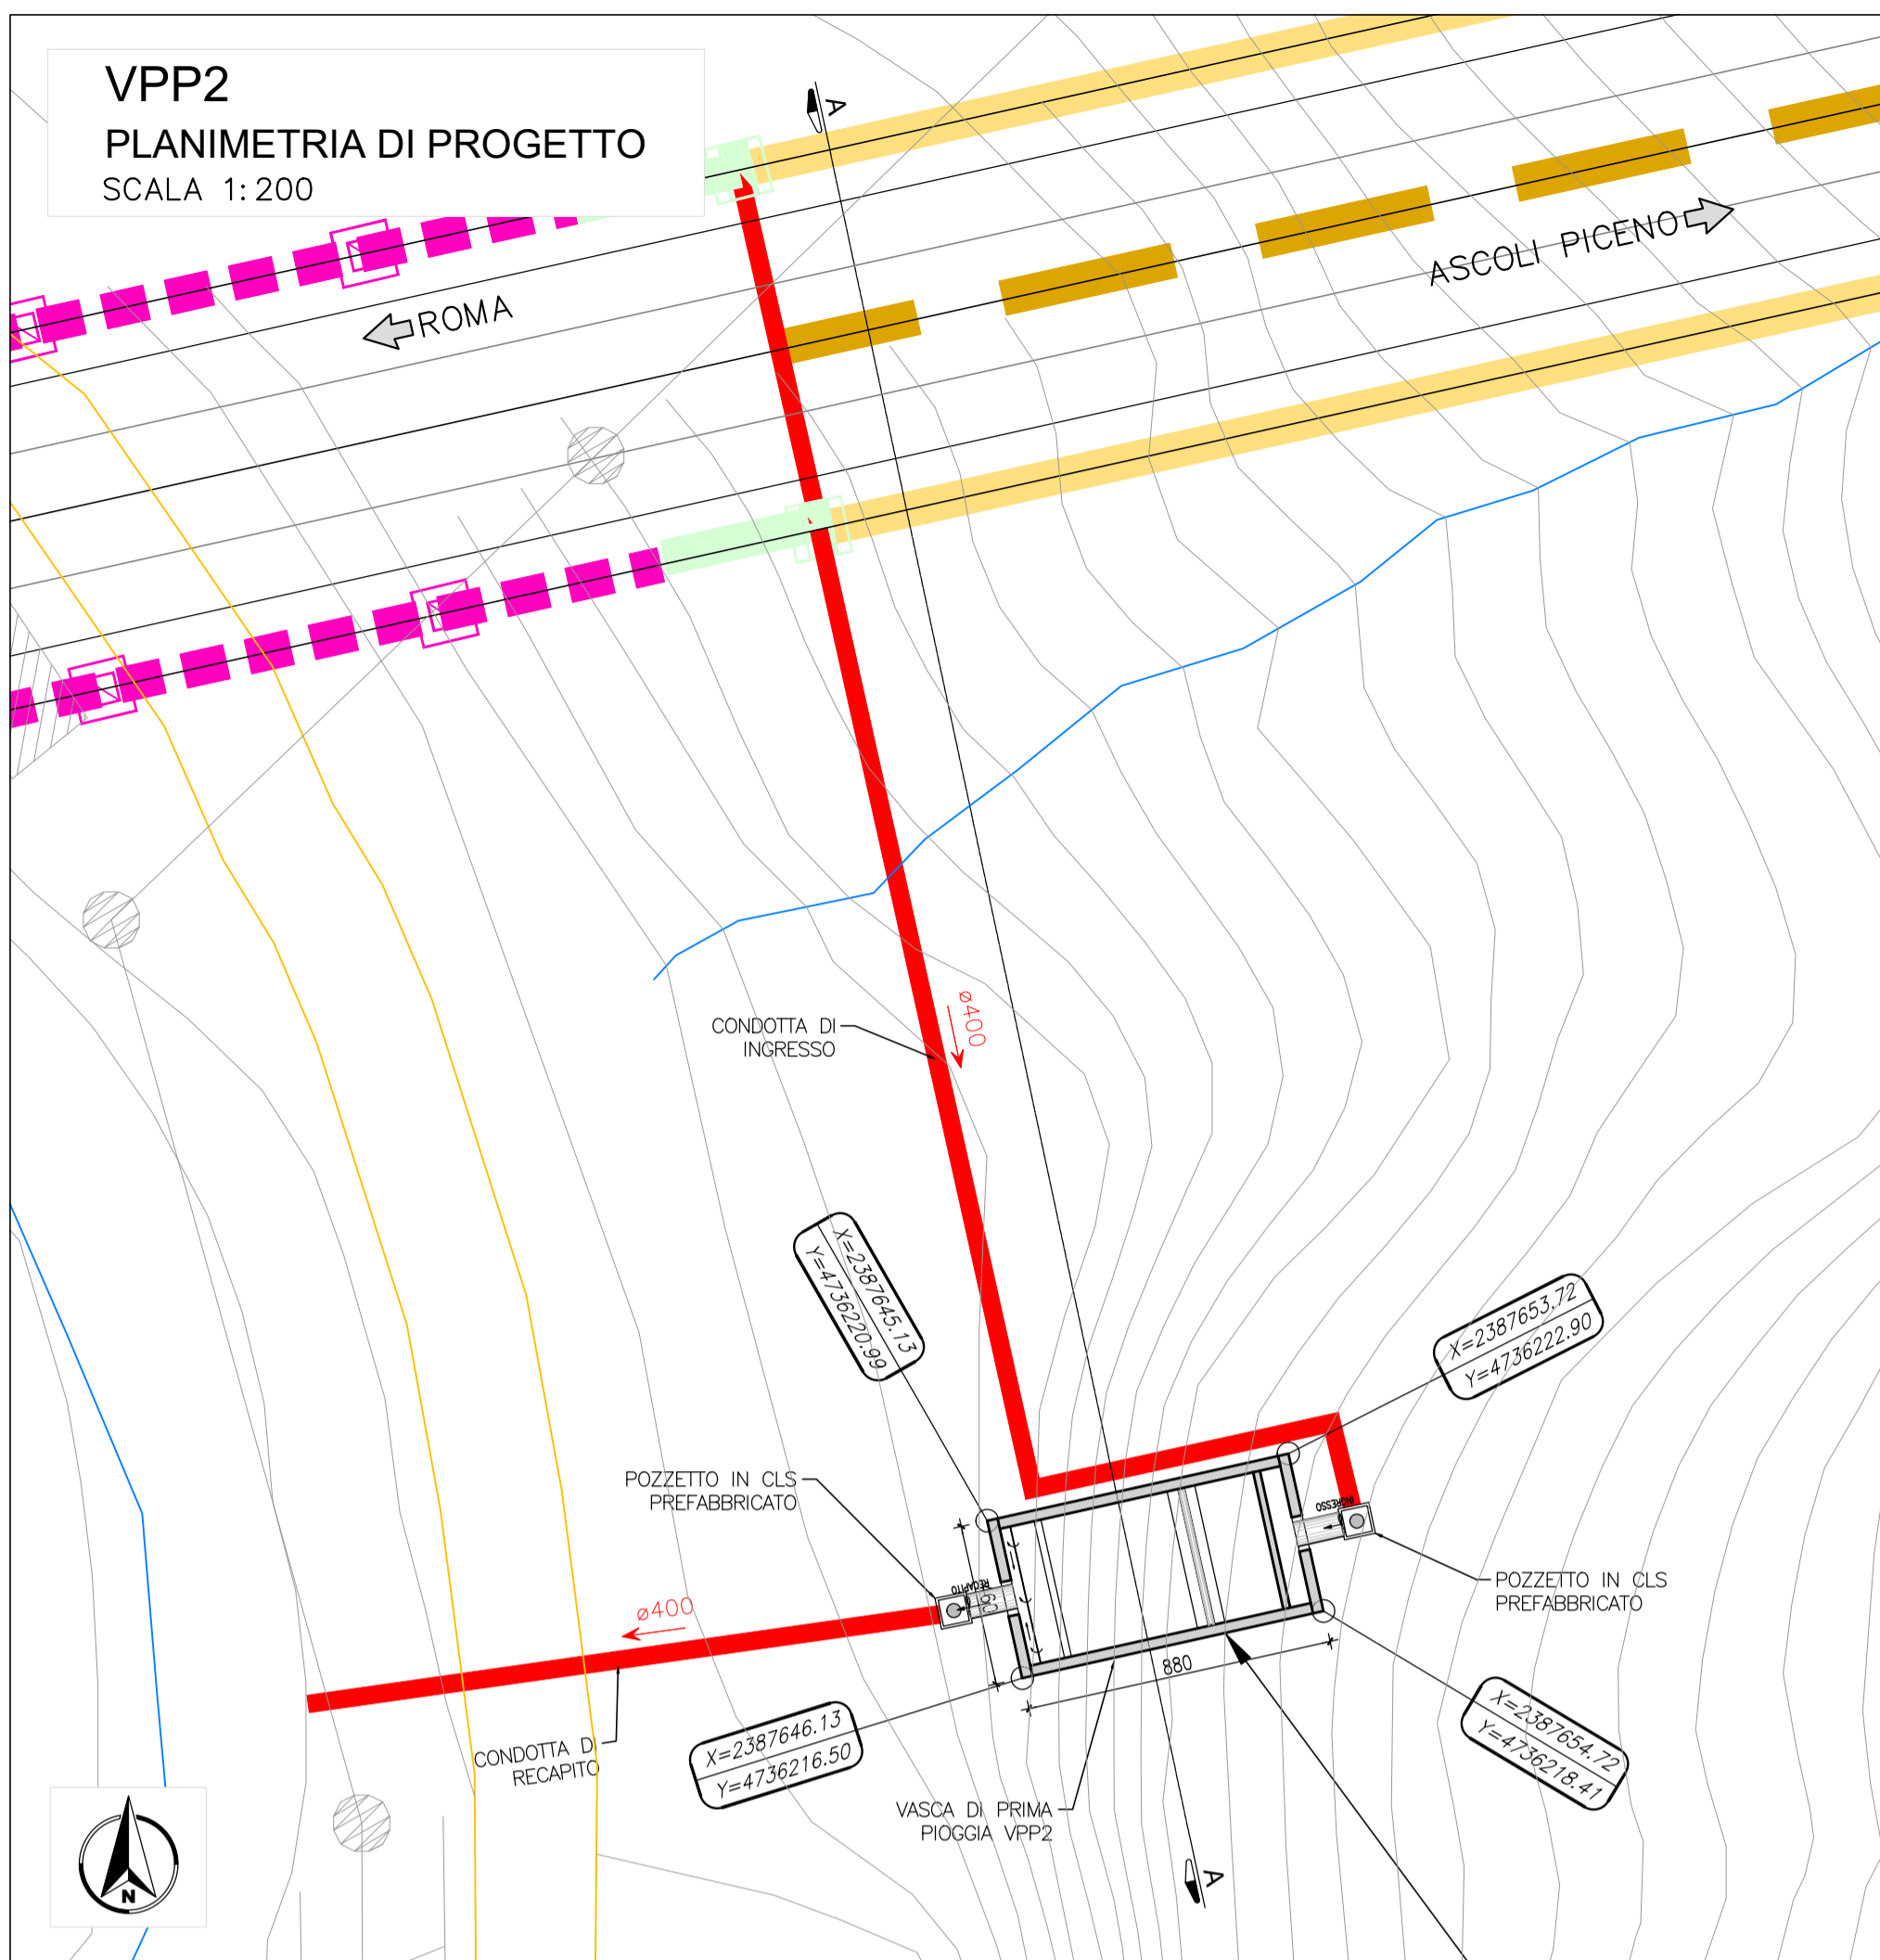 VPP2
PLANIMETRIA DI PROGETTO
SCALA 1:200
A
ROMA
ASCOLI PICENO
CONDOTTA DI
INGRESSO
ø400
X=2387645.13
Y=4736220.99
X=2387653.72
Y=4736222.90
POZZETTO IN CLS
PREFABBRICATO
INGRESSO
RECAPITO
POZZETTO IN CLS
PREFABBRICATO
ø400
880
CONDOTTA DI
RECAPITO
X=2387646.13
Y=4736216.50
X=2387654.72
Y=4736218.41
VASCA DI PRIMA
PIOGGIA VPP2
A
N